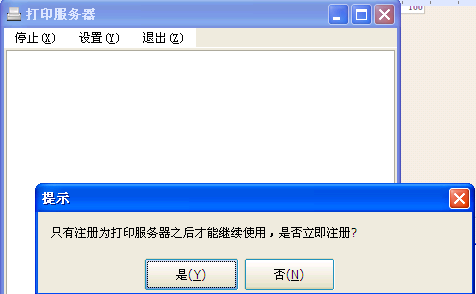 打印服务器
100
停止(X) 设置(Y) 退出(Z)
提示
只有注册为打印服务器之后才能继续使用，是否立即注册?
是(Y) 否(N)